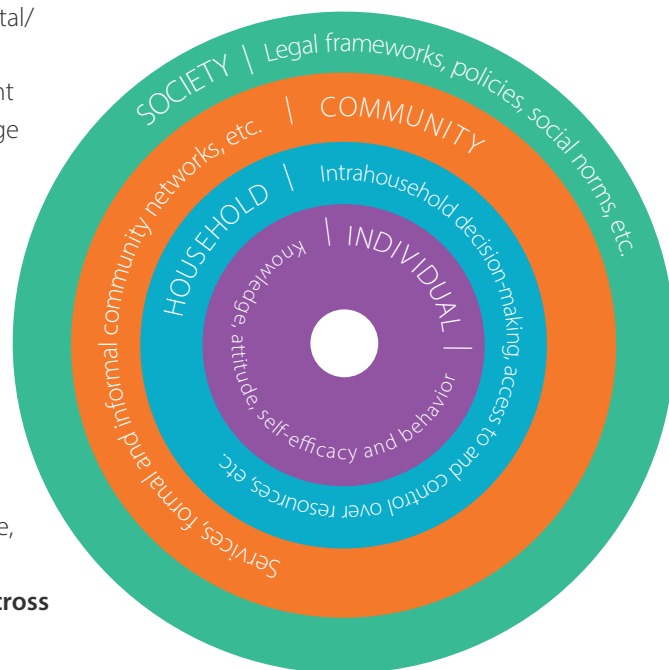 tal/
nt
ge
e,
cross
SOCIETY | Legal frameworks, policies, social norms, etc.
| COMMUNITY
Services, formal and informal community networks, etc.
HOUSEHOLD | Intrahousehold decision-making, access to and control over resources, etc.
| INDIVIDUAL |
Knowledge, attitude, self-efficacy and behavior